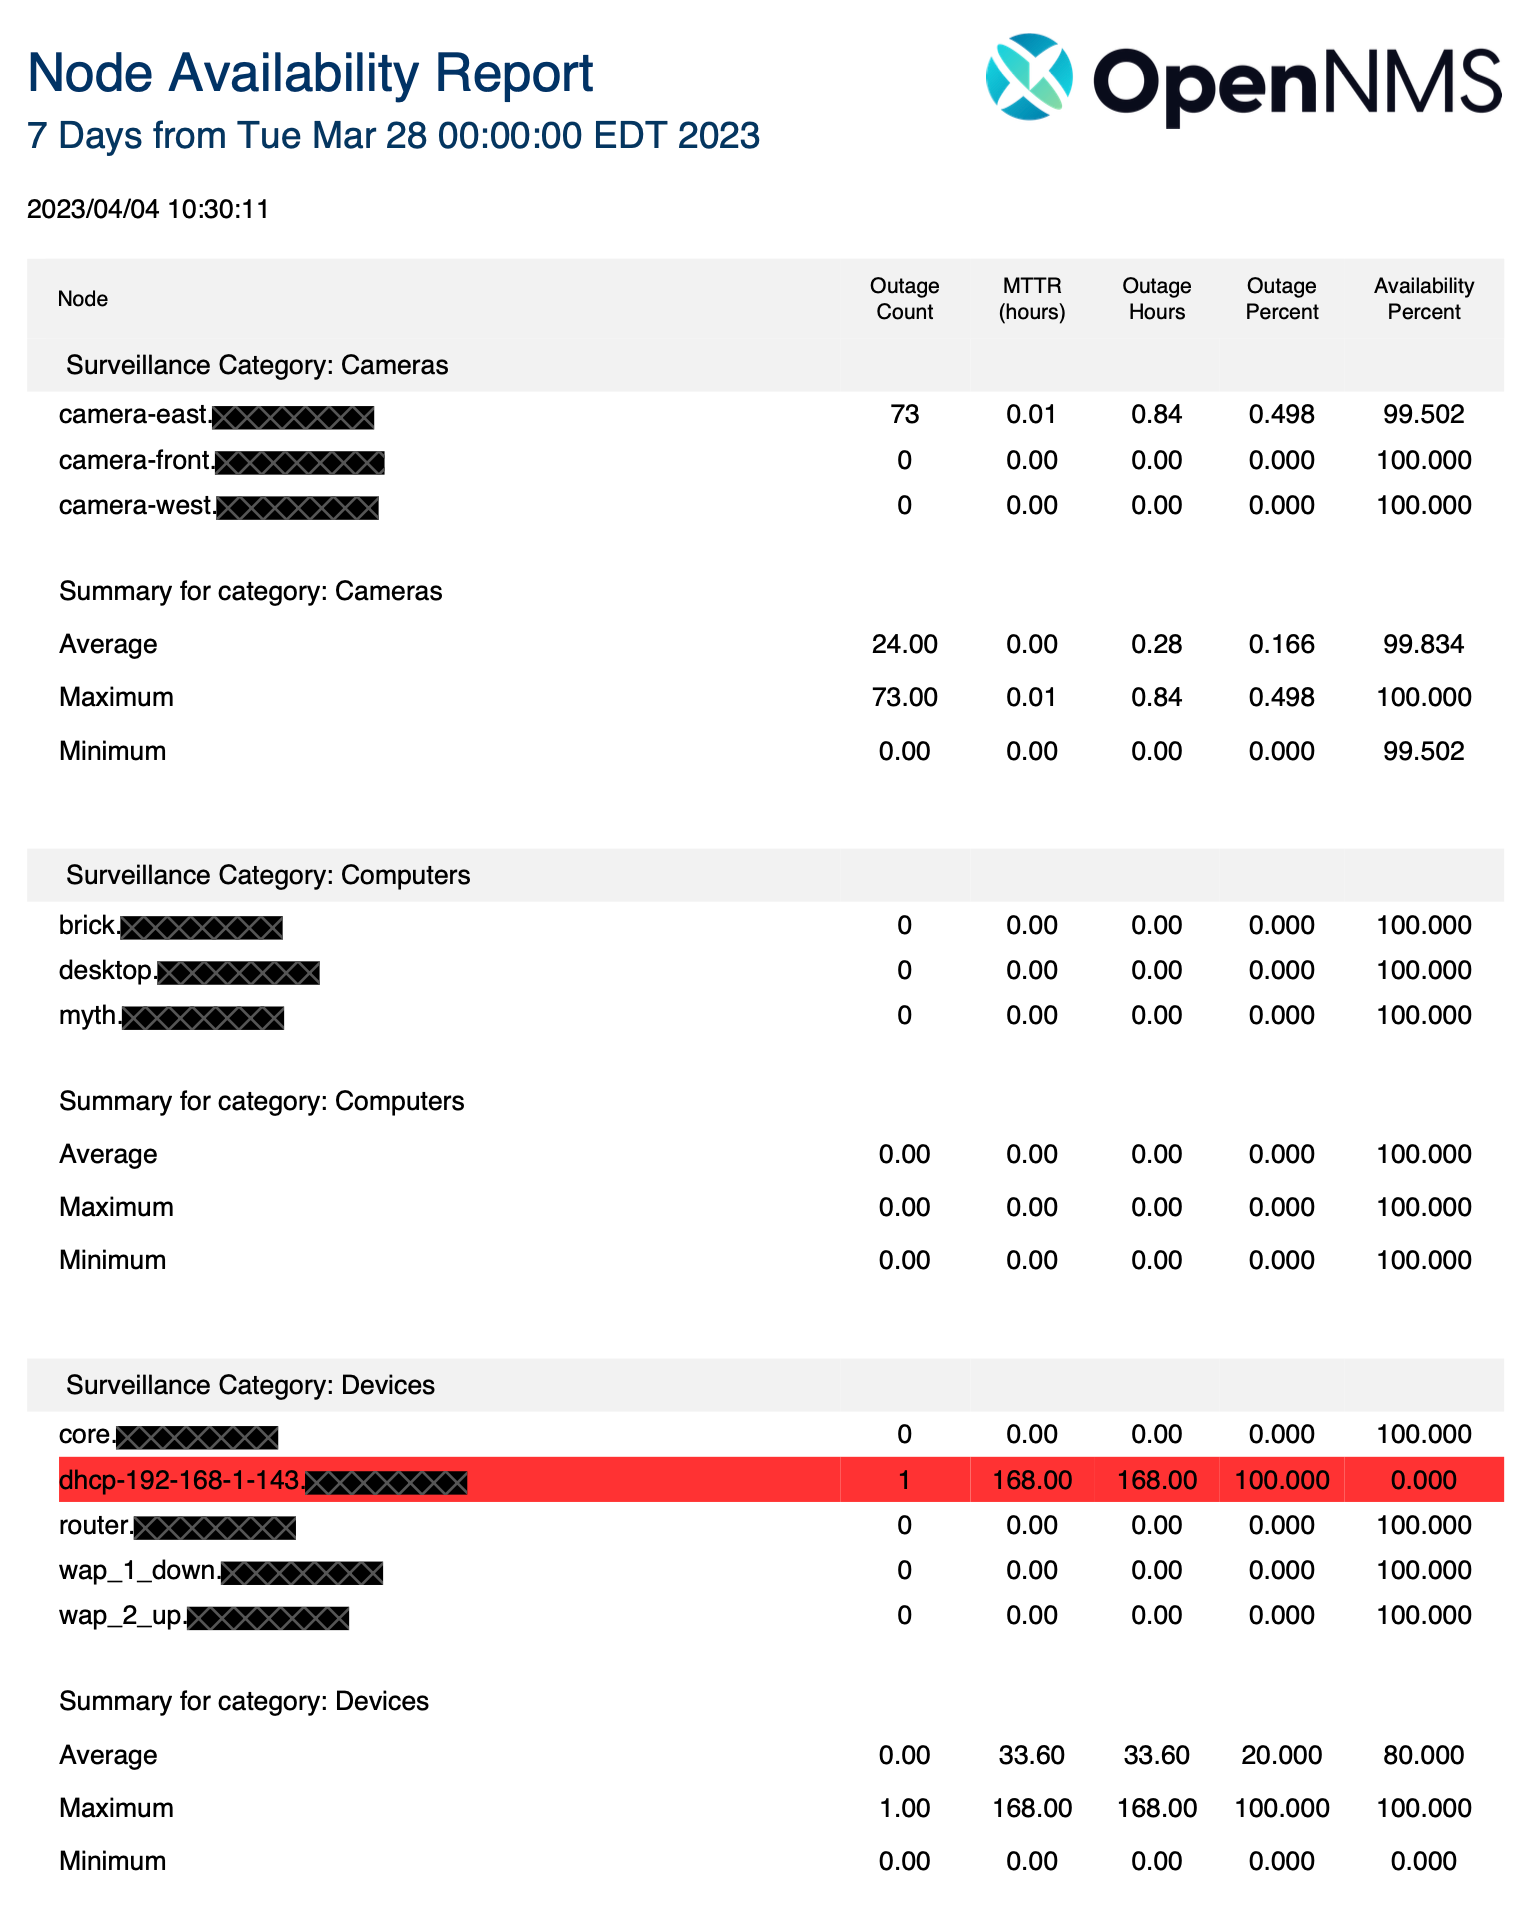 Node Availability Report
OpenNMS
7 Days from Tue Mar 28 00:00:00 EDT 2023
2023/04/04 10:30:11
Node Outage Count MTTR (hours) Outage Hours Outage Percent Availability Percent
Surveillance Category: Cameras
camera-east. 73 0.01 0.84 0.498 99.502
camera-front. 0 0.00 0.00 0.000 100.000
camera-west. 0 0.00 0.00 0.000 100.000
Summary for category: Cameras
Average 24.00 0.00 0.28 0.166 99.834
Maximum 73.00 0.01 0.84 0.498 100.000
Minimum 0.00 0.00 0.00 0.000 99.502
Surveillance Category: Computers
brick. 0 0.00 0.00 0.000 100.000
desktop. 0 0.00 0.00 0.000 100.000
myth. 0 0.00 0.00 0.000 100.000
Summary for category: Computers
Average 0.00 0.00 0.00 0.000 100.000
Maximum 0.00 0.00 0.00 0.000 100.000
Minimum 0.00 0.00 0.00 0.000 100.000
Surveillance Category: Devices
core. 0 0.00 0.00 0.000 100.000
dhcp-192-168-1-143. 1 168.00 168.00 100.000 0.000
router. 0 0.00 0.00 0.000 100.000
wap_1_down. 0 0.00 0.00 0.000 100.000
wap_2_up. 0 0.00 0.00 0.000 100.000
Summary for category: Devices
Average 0.00 33.60 33.60 20.000 80.000
Maximum 1.00 168.00 168.00 100.000 100.000
Minimum 0.00 0.00 0.00 0.000 0.000